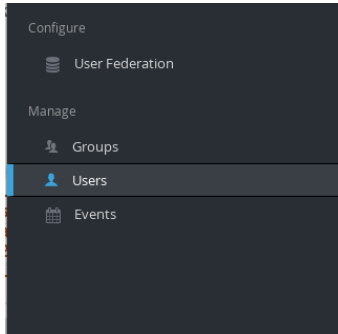 Configure
User Federation
Manage
Groups
Users
Events